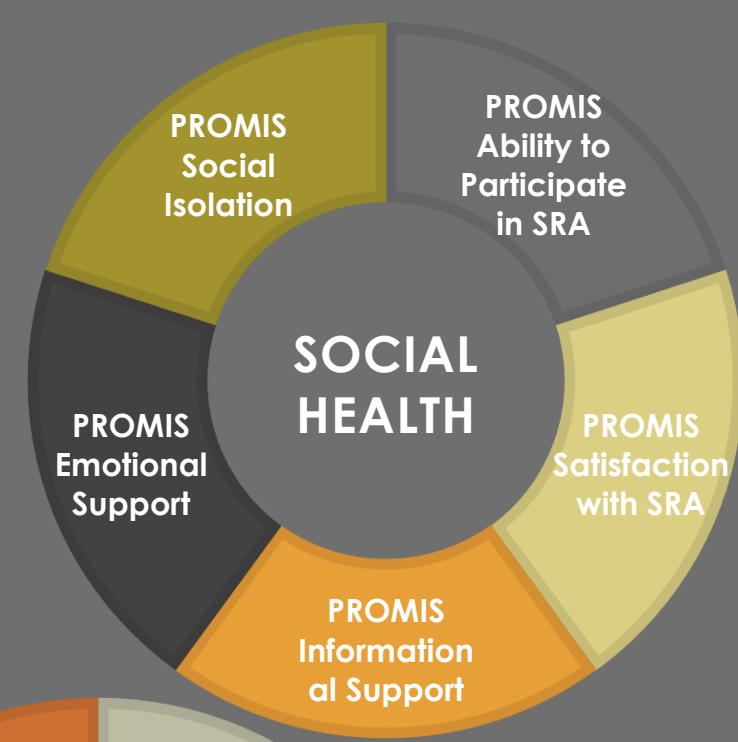 PROMIS
Social
Isolation
PROMIS
Ability to
Participate
in SRA
SOCIAL
HEALTH
PROMIS
Emotional
Support
PROMIS
Satisfaction
with SRA
PROMIS
Information
al Support